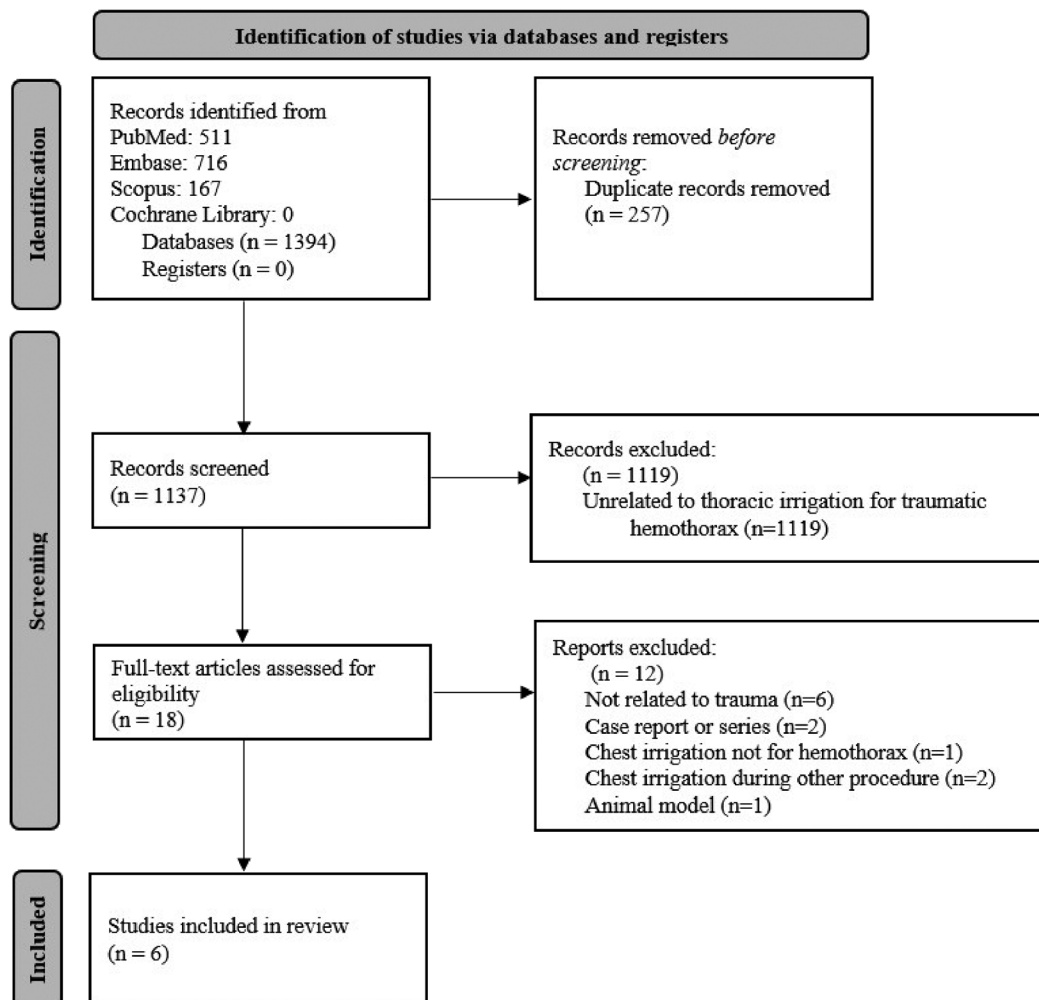 Identification of studies via databases and registers
Identification
Records identified from
PubMed: 511
Embase: 716
Scopus: 167
Cochrane Library: 0
Databases (n = 1394)
Registers (n = 0)
Records removed before
screening:
Duplicate records removed
(n = 257)
Screening
Records screened
(n = 1137)
Records excluded:
(n = 1119)
Unrelated to thoracic irrigation for traumatic
hemothorax (n=1119)
Full-text articles assessed for
eligibility
(n = 18)
Reports excluded:
(n = 12)
Not related to trauma (n=6)
Case report or series (n=2)
Chest irrigation not for hemothorax (n=1)
Chest irrigation during other procedure (n=2)
Animal model (n=1)
Included
Studies included in review
(n = 6)